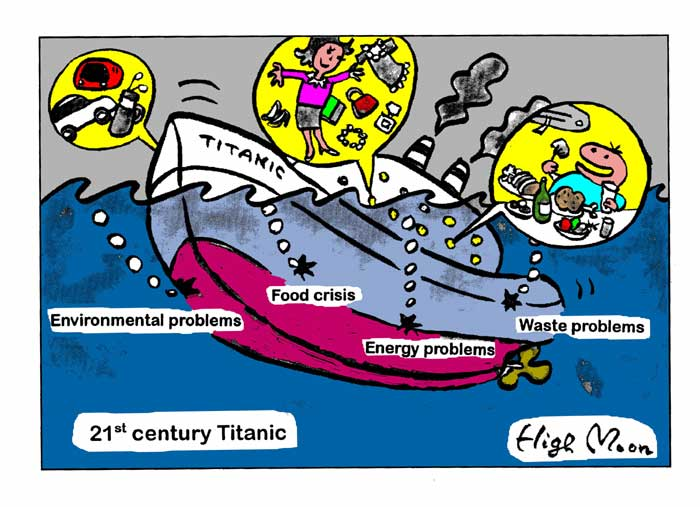 TITANIC
Food crisis
Environmental problems
Waste problems
Energy problems
21st century Titanic
High Moon